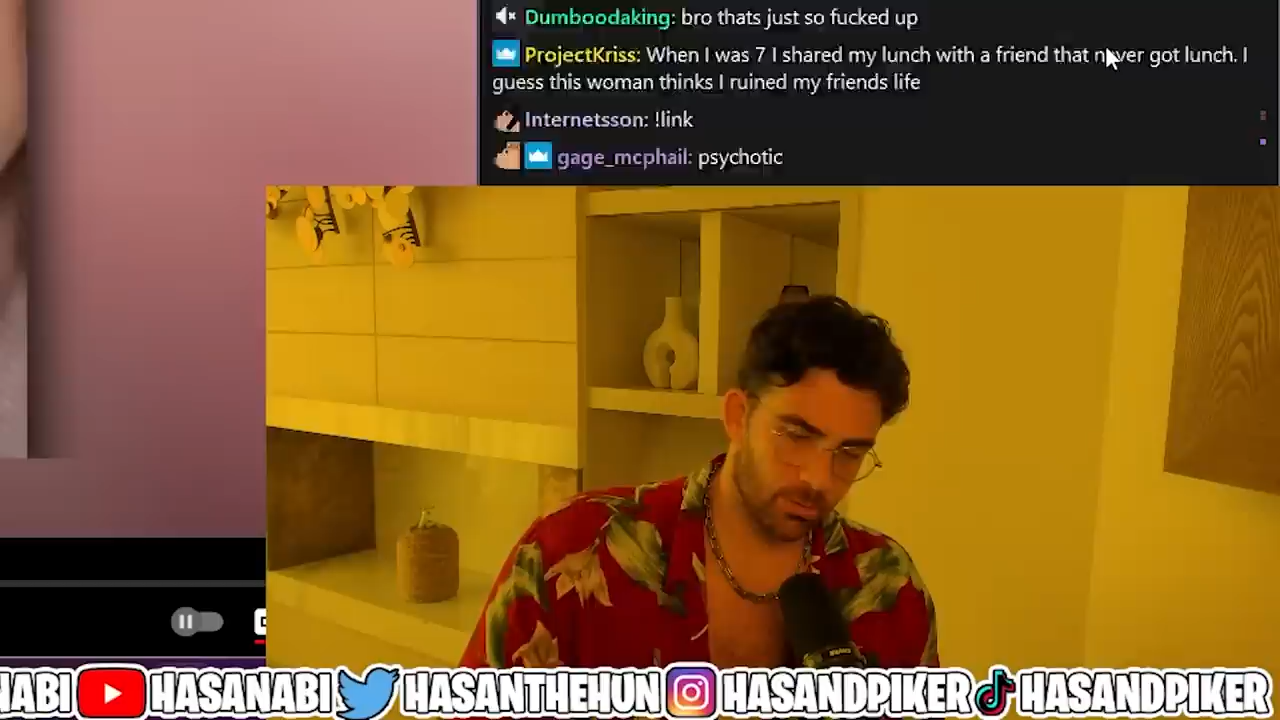 Dumboodaking: bro thats just so fucked up
ProjectKriss: When I was 7 I shared my lunch with a friend that never got lunch. I
guess this woman thinks I ruined my friends life
Internetsson: !link
gage_mcphail: psychotic
NABI HASANABI HASANTHEHUN HASANDPIKER HASANDPIKER